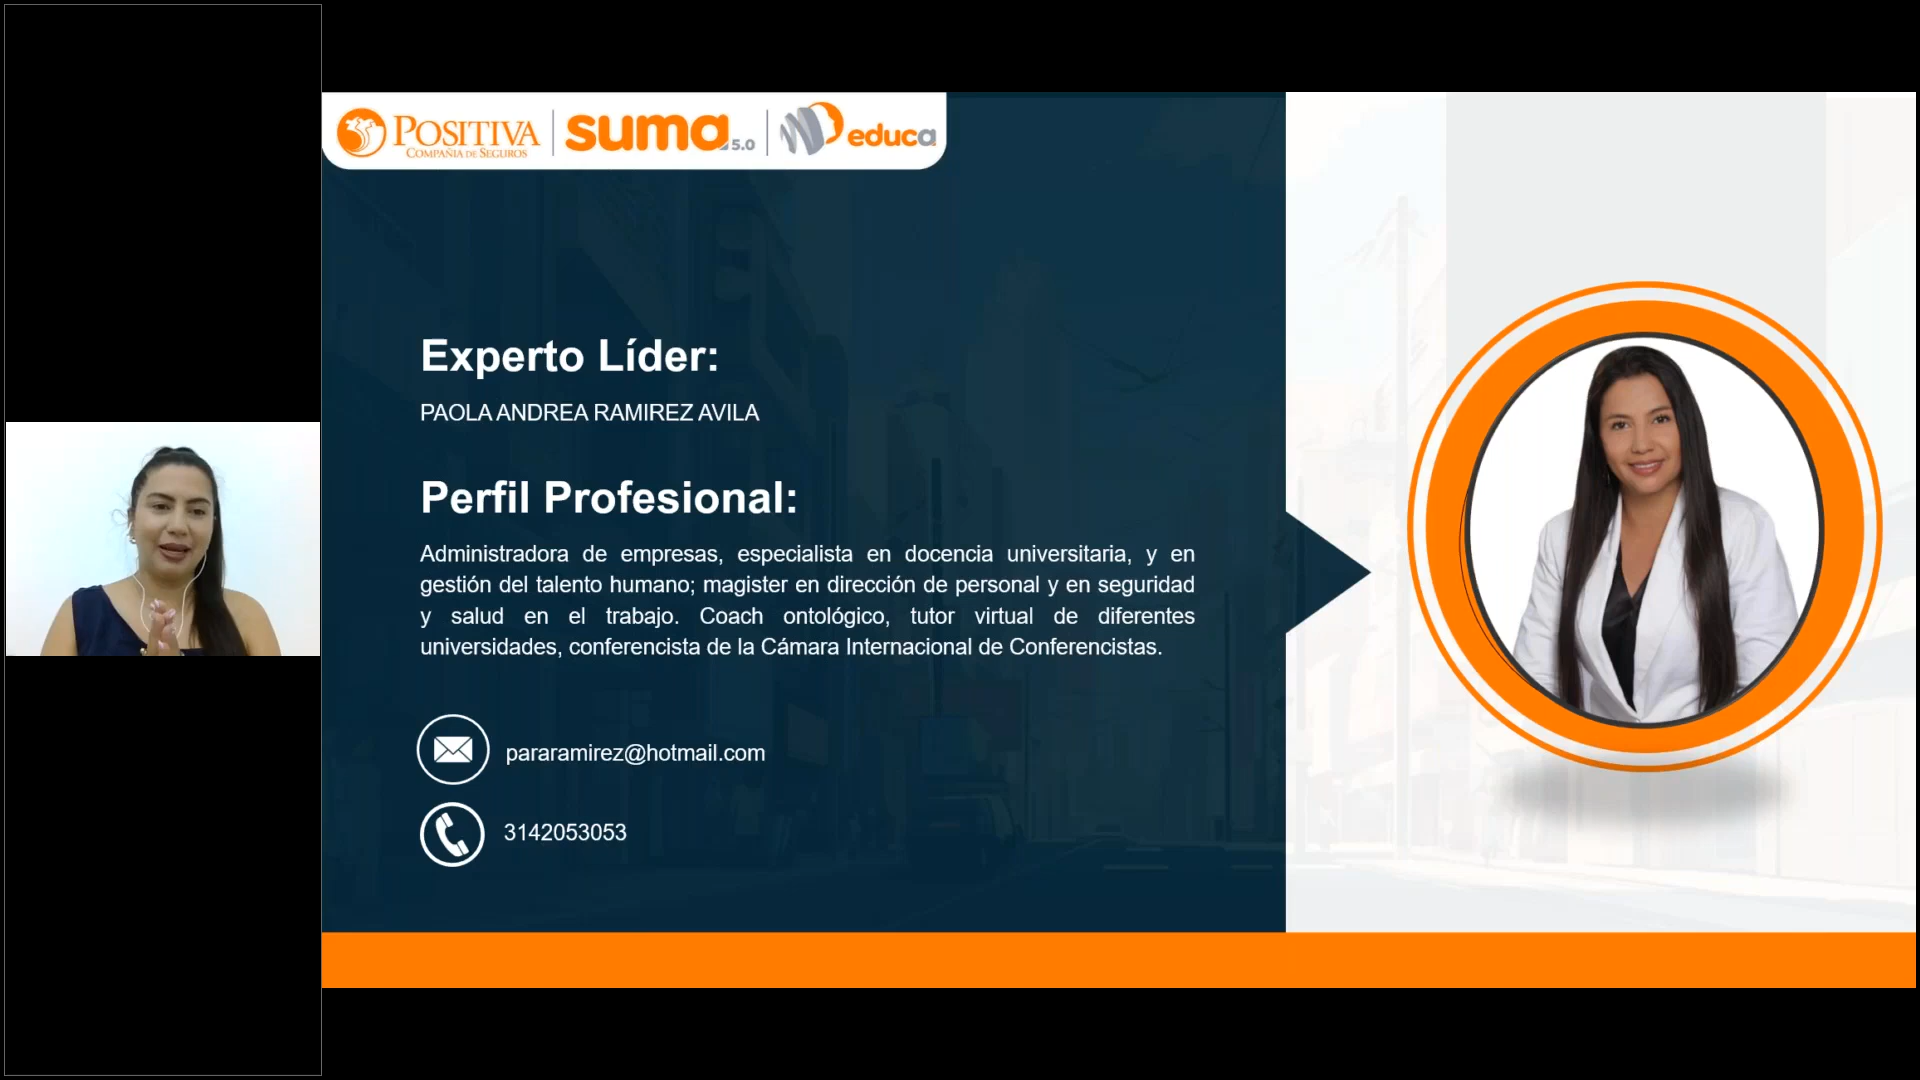 POSITIVA
COMPAÑIA DE SEGUROS
suma 5.0
educa
Experto Líder:
PAOLA ANDREA RAMIREZ AVILA
Perfil Profesional:
Administradora de empresas, especialista en docencia universitaria, y en
gestión del talento humano; magister en dirección de personal y en seguridad
y salud en el trabajo. Coach ontológico, tutor virtual de diferentes
universidades, conferencista de la Cámara Internacional de Conferencistas.
pararamirez@hotmail.com
3142053053